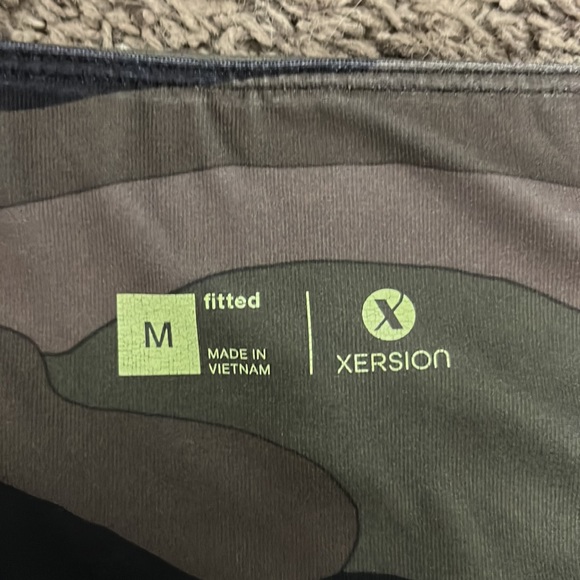 M
fitted
MADE IN
VIETNAM
X
XERSION